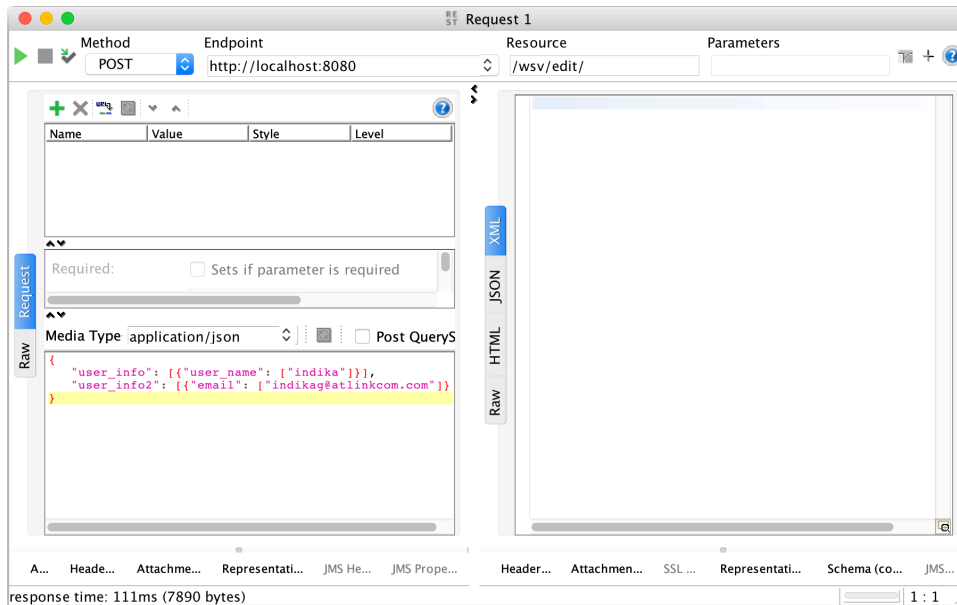 RE
ST Request 1
Method Endpoint Resource Parameters
POST http://localhost:8080 /wsv/edit/
Name Value Style Level
Required: Sets if parameter is required
Request
Raw
Media Type application/json Post QueryS
{
"user_info": [{"user_name": ["indika"]}],
"user_info2": [{"email": ["indikag@atlinkcom.com"]}
}
XML
JSON
HTML
Raw
A... Heade... Attachme... Representati... JMS He... JMS Prope...
Header... Attachmen... SSL ... Representati... Schema (co... JMS...
response time: 111ms (7890 bytes) 1 : 1